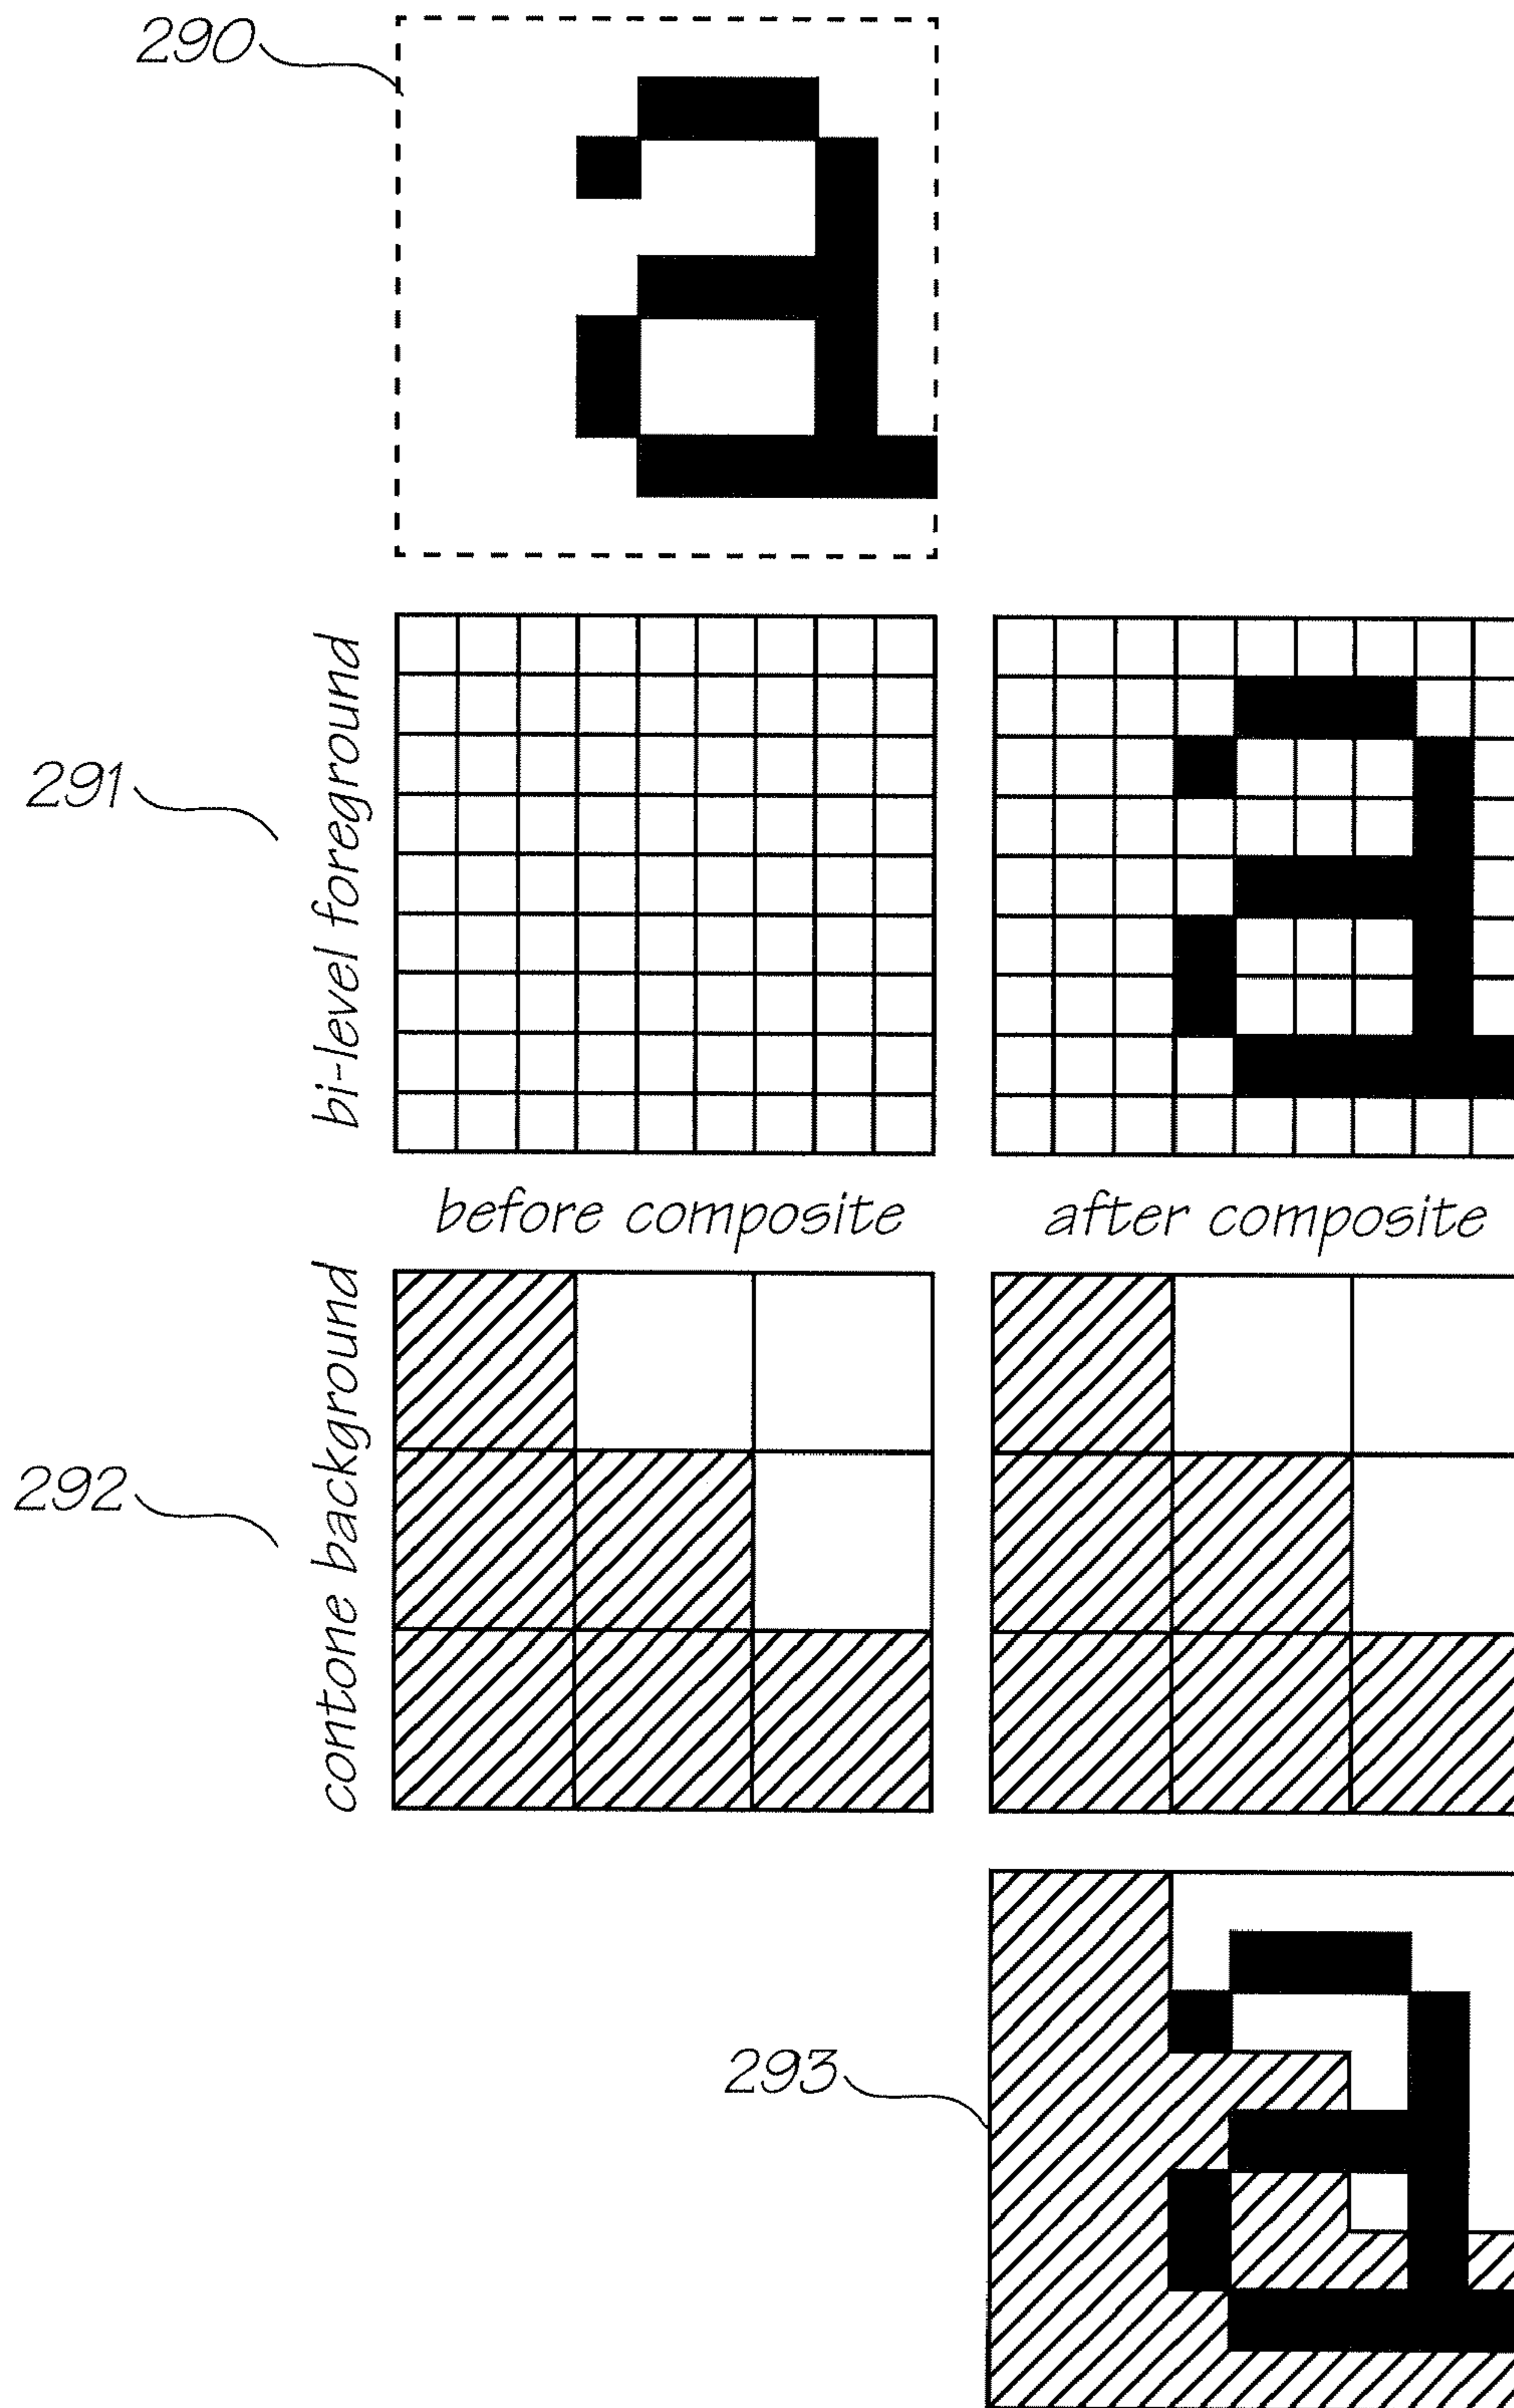 290
a
291
bi-level foreground
a
before composite
after composite
292
contone background
293
a